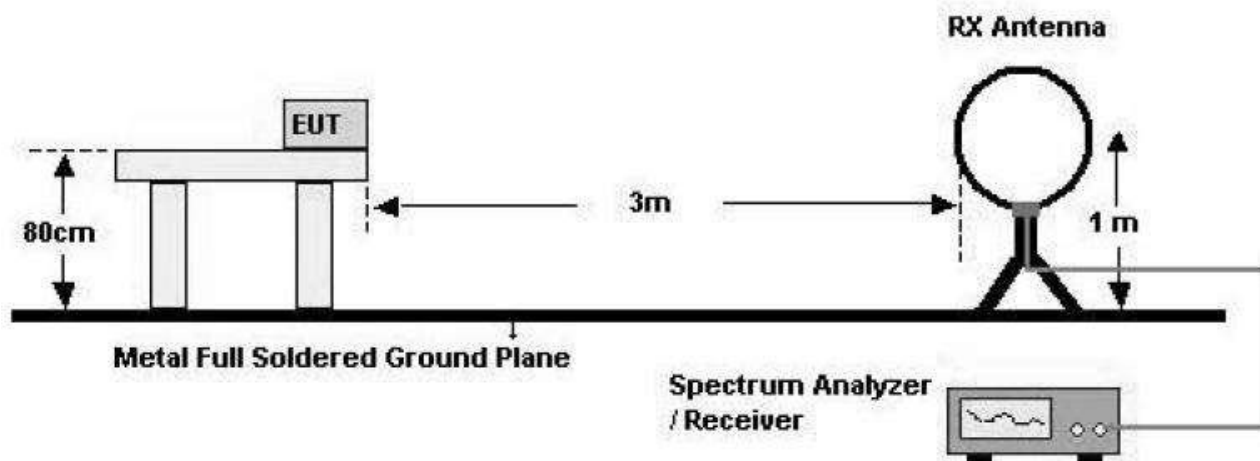 RX Antenna
EUT
80cm
3m
1 m
Metal Full Soldered Ground Plane
Spectrum Analyzer
/ Receiver